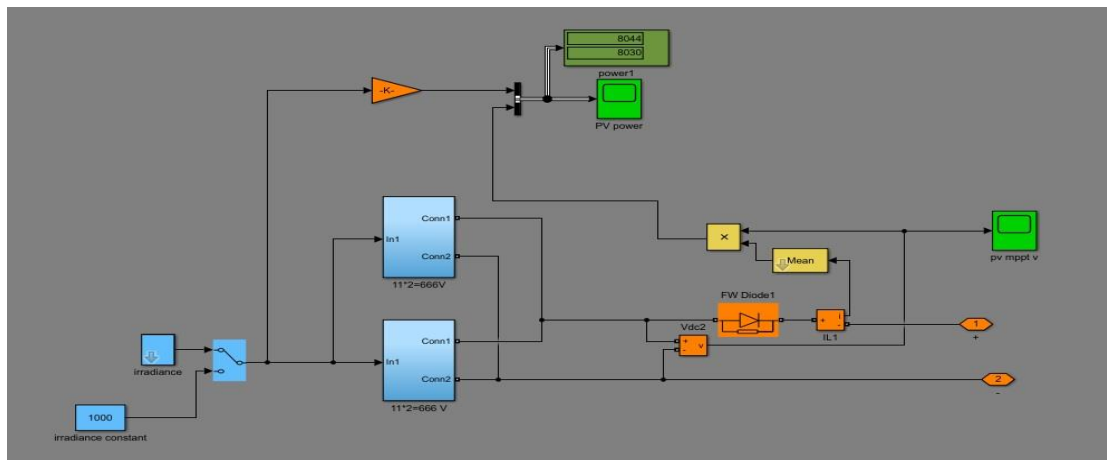 8044
8030
power1
-K-
PV power
Conn1
In1
Conn2
11*2=666V
×
Mean
pv mppt v
FW Diode1
Vdc2
+
-
v
+
i
-
IL1
1
+
2
-
Conn1
In1
Conn2
11*2=666 V
irradiance
1000
irradiance constant